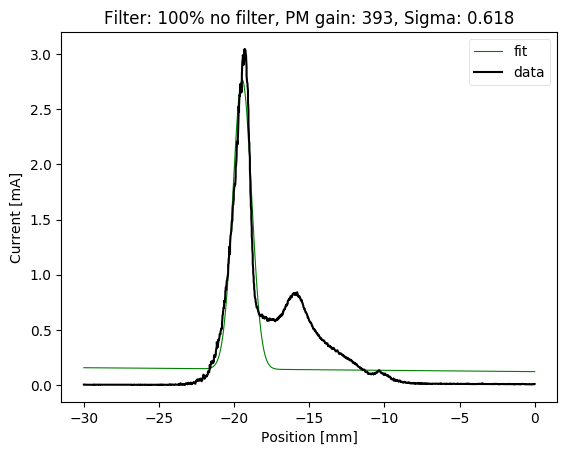 Filter: 100% no filter, PM gain: 393, Sigma: 0.618
fit
data
3.0
2.5
2.0
1.5
1.0
0.5
0.0
Current [mA]
−30 −25 −20 −15 −10 −5 0
Position [mm]